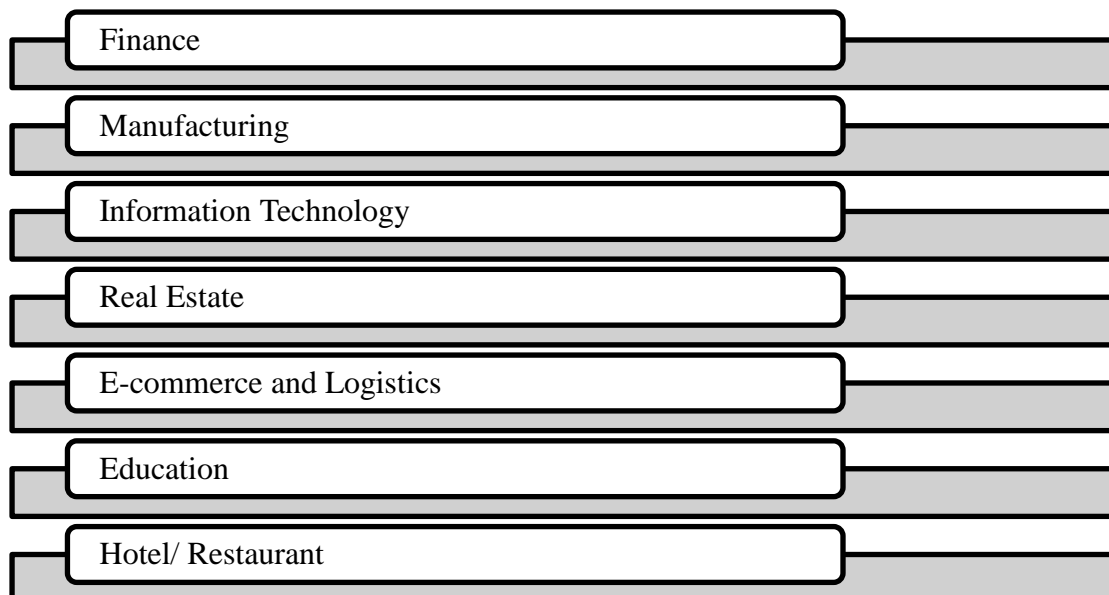 Finance
Manufacturing
Information Technology
Real Estate
E-commerce and Logistics
Education
Hotel/ Restaurant